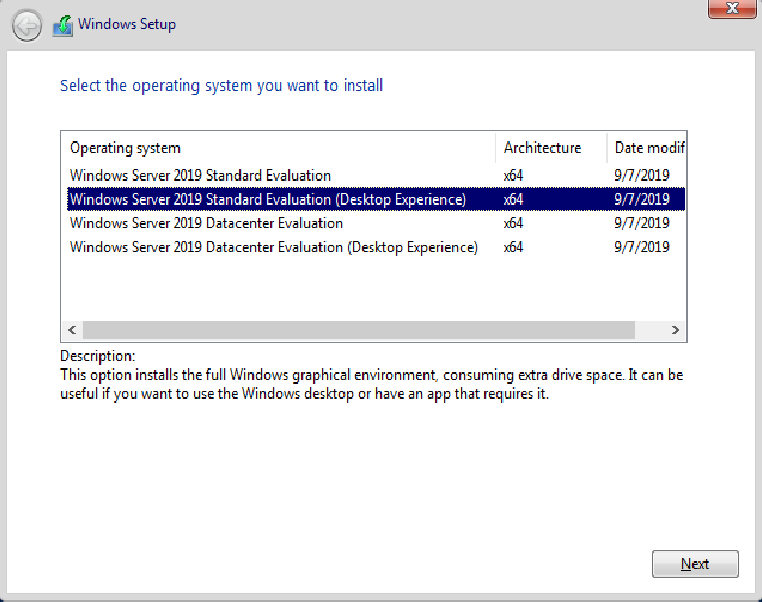 Windows Setup
Select the operating system you want to install
Operating system Architecture Date modif
Windows Server 2019 Standard Evaluation x64 9/7/2019
Windows Server 2019 Standard Evaluation (Desktop Experience) x64 9/7/2019
Windows Server 2019 Datacenter Evaluation x64 9/7/2019
Windows Server 2019 Datacenter Evaluation (Desktop Experience) x64 9/7/2019
Description:
This option installs the full Windows graphical environment, consuming extra drive space. It can be
useful if you want to use the Windows desktop or have an app that requires it.
Next